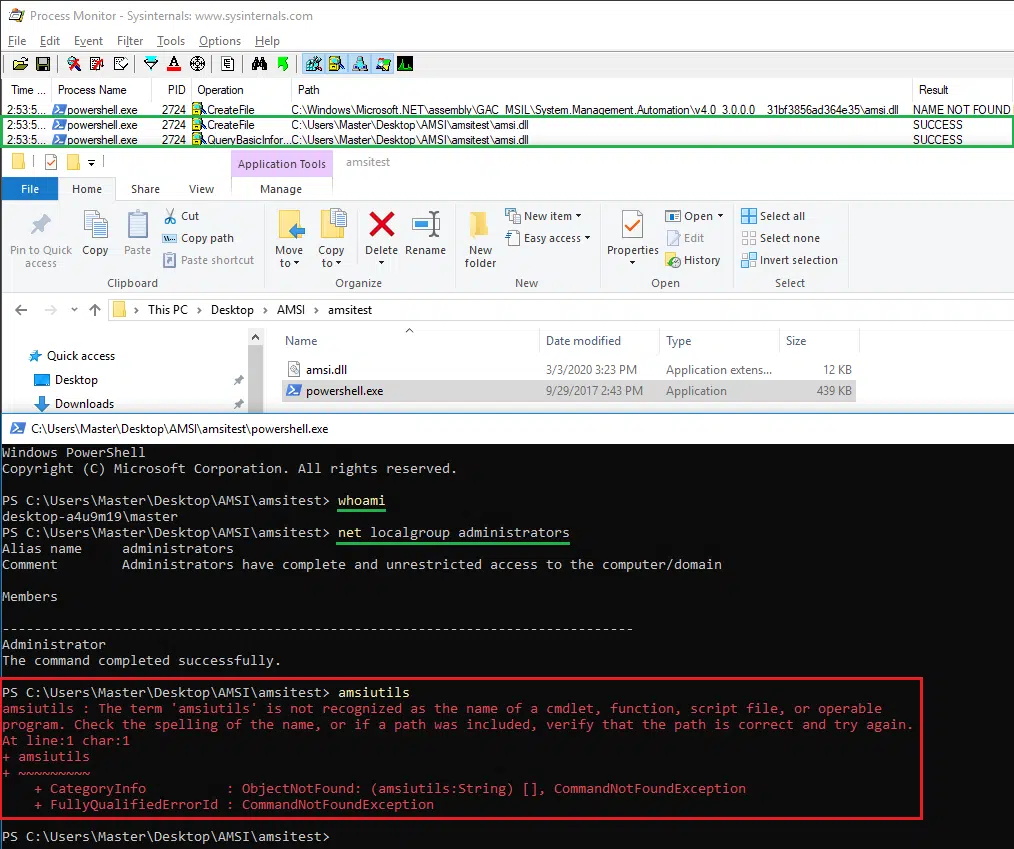 Process Monitor - Sysinternals: www.sysinternals.com
File Edit Event Filter Tools Options Help
Time ... Process Name PID Operation Path Result
2:53:5... powershell.exe 2724 CreateFile C:\Windows\Microsoft.NET\assembly\GAC_MSIL\System.Management.Automation\v4.0_3.0.0.0__31bf3856ad364e35\amsi.dll NAME NOT FOUND
2:53:5... powershell.exe 2724 CreateFile C:\Users\Master\Desktop\AMSI\amsitest\amsi.dll SUCCESS
2:53:5... powershell.exe 2724 QueryBasicInfor...C:\Users\Master\Desktop\AMSI\amsitest\amsi.dll SUCCESS
Application Tools amsitest
File Home Share View Manage
Pin to Quick access
Copy
Paste
Cut
Copy path
Paste shortcut
Clipboard
Move to
Copy to
Delete
Rename
Organize
New folder
New item
Easy access
New
Properties
Open
Edit
History
Open
Select all
Select none
Invert selection
Select
This PC > Desktop > AMSI > amsitest
Quick access
Desktop
Downloads
Name Date modified Type Size
amsi.dll 3/3/2020 3:23 PM Application extens... 12 KB
powershell.exe 9/29/2017 2:43 PM Application 439 KB
C:\Users\Master\Desktop\AMSI\amsitest\powershell.exe
Windows PowerShell
Copyright (C) Microsoft Corporation. All rights reserved.
PS C:\Users\Master\Desktop\AMSI\amsitest> whoami
desktop-a4u9m19\master
PS C:\Users\Master\Desktop\AMSI\amsitest> net localgroup administrators
Alias name     administrators
Comment        Administrators have complete and unrestricted access to the computer/domain
Members
-------------------------------------------------------------------------------
Administrator
The command completed successfully.
PS C:\Users\Master\Desktop\AMSI\amsitest> amsiutils
amsiutils : The term 'amsiutils' is not recognized as the name of a cmdlet, function, script file, or operable
program. Check the spelling of the name, or if a path was included, verify that the path is correct and try again.
At line:1 char:1
+ amsiutils
+ ~~~~~~~~~
    + CategoryInfo          : ObjectNotFound: (amsiutils:String) [], CommandNotFoundException
    + FullyQualifiedErrorId : CommandNotFoundException
PS C:\Users\Master\Desktop\AMSI\amsitest>